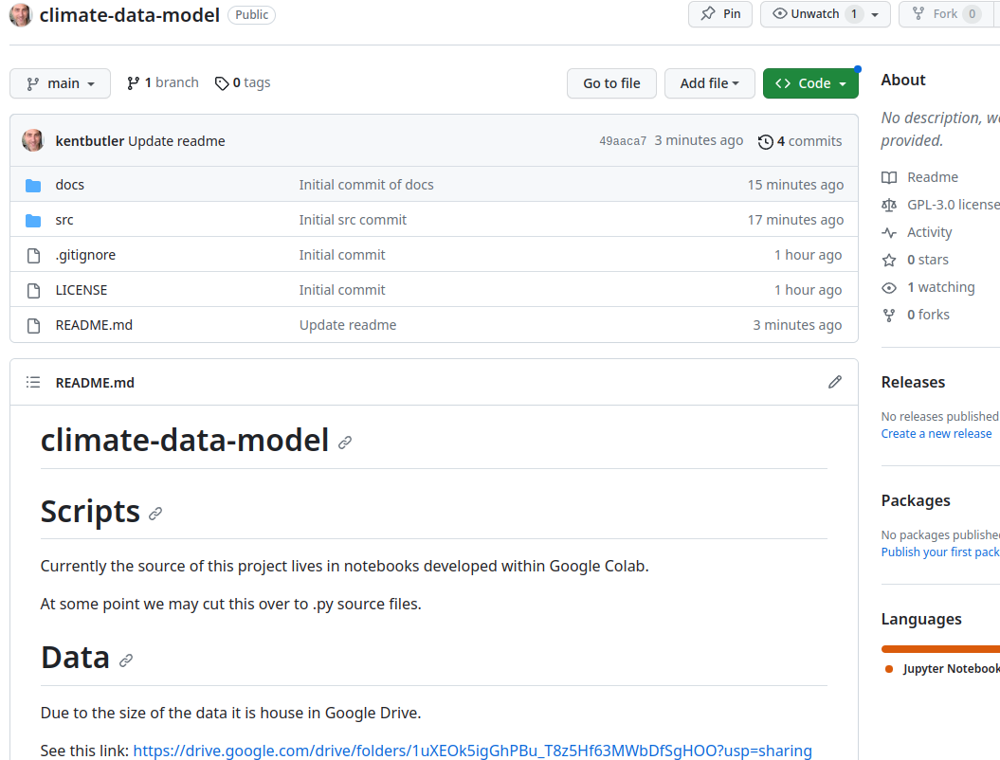 climate-data-model Public
Pin
Unwatch 1
Fork 0
main
1 branch
0 tags
Go to file
Add file
Code
kentbutler Update readme 49aaca7 3 minutes ago 4 commits
docs Initial commit of docs 15 minutes ago
src Initial src commit 17 minutes ago
.gitignore Initial commit 1 hour ago
LICENSE Initial commit 1 hour ago
README.md Update readme 3 minutes ago
README.md
climate-data-model
Scripts
Currently the source of this project lives in notebooks developed within Google Colab.
At some point we may cut this over to .py source files.
Data
Due to the size of the data it is house in Google Drive.
See this link: https://drive.google.com/drive/folders/1uXEOk5igGhPBu_T8z5Hf63MWbDfSgHOO?usp=sharing
About
No description, we
provided.
Readme
GPL-3.0 license
Activity
0 stars
1 watching
0 forks
Releases
No releases published
Create a new release
Packages
No packages published
Publish your first pack
Languages
Jupyter Notebook